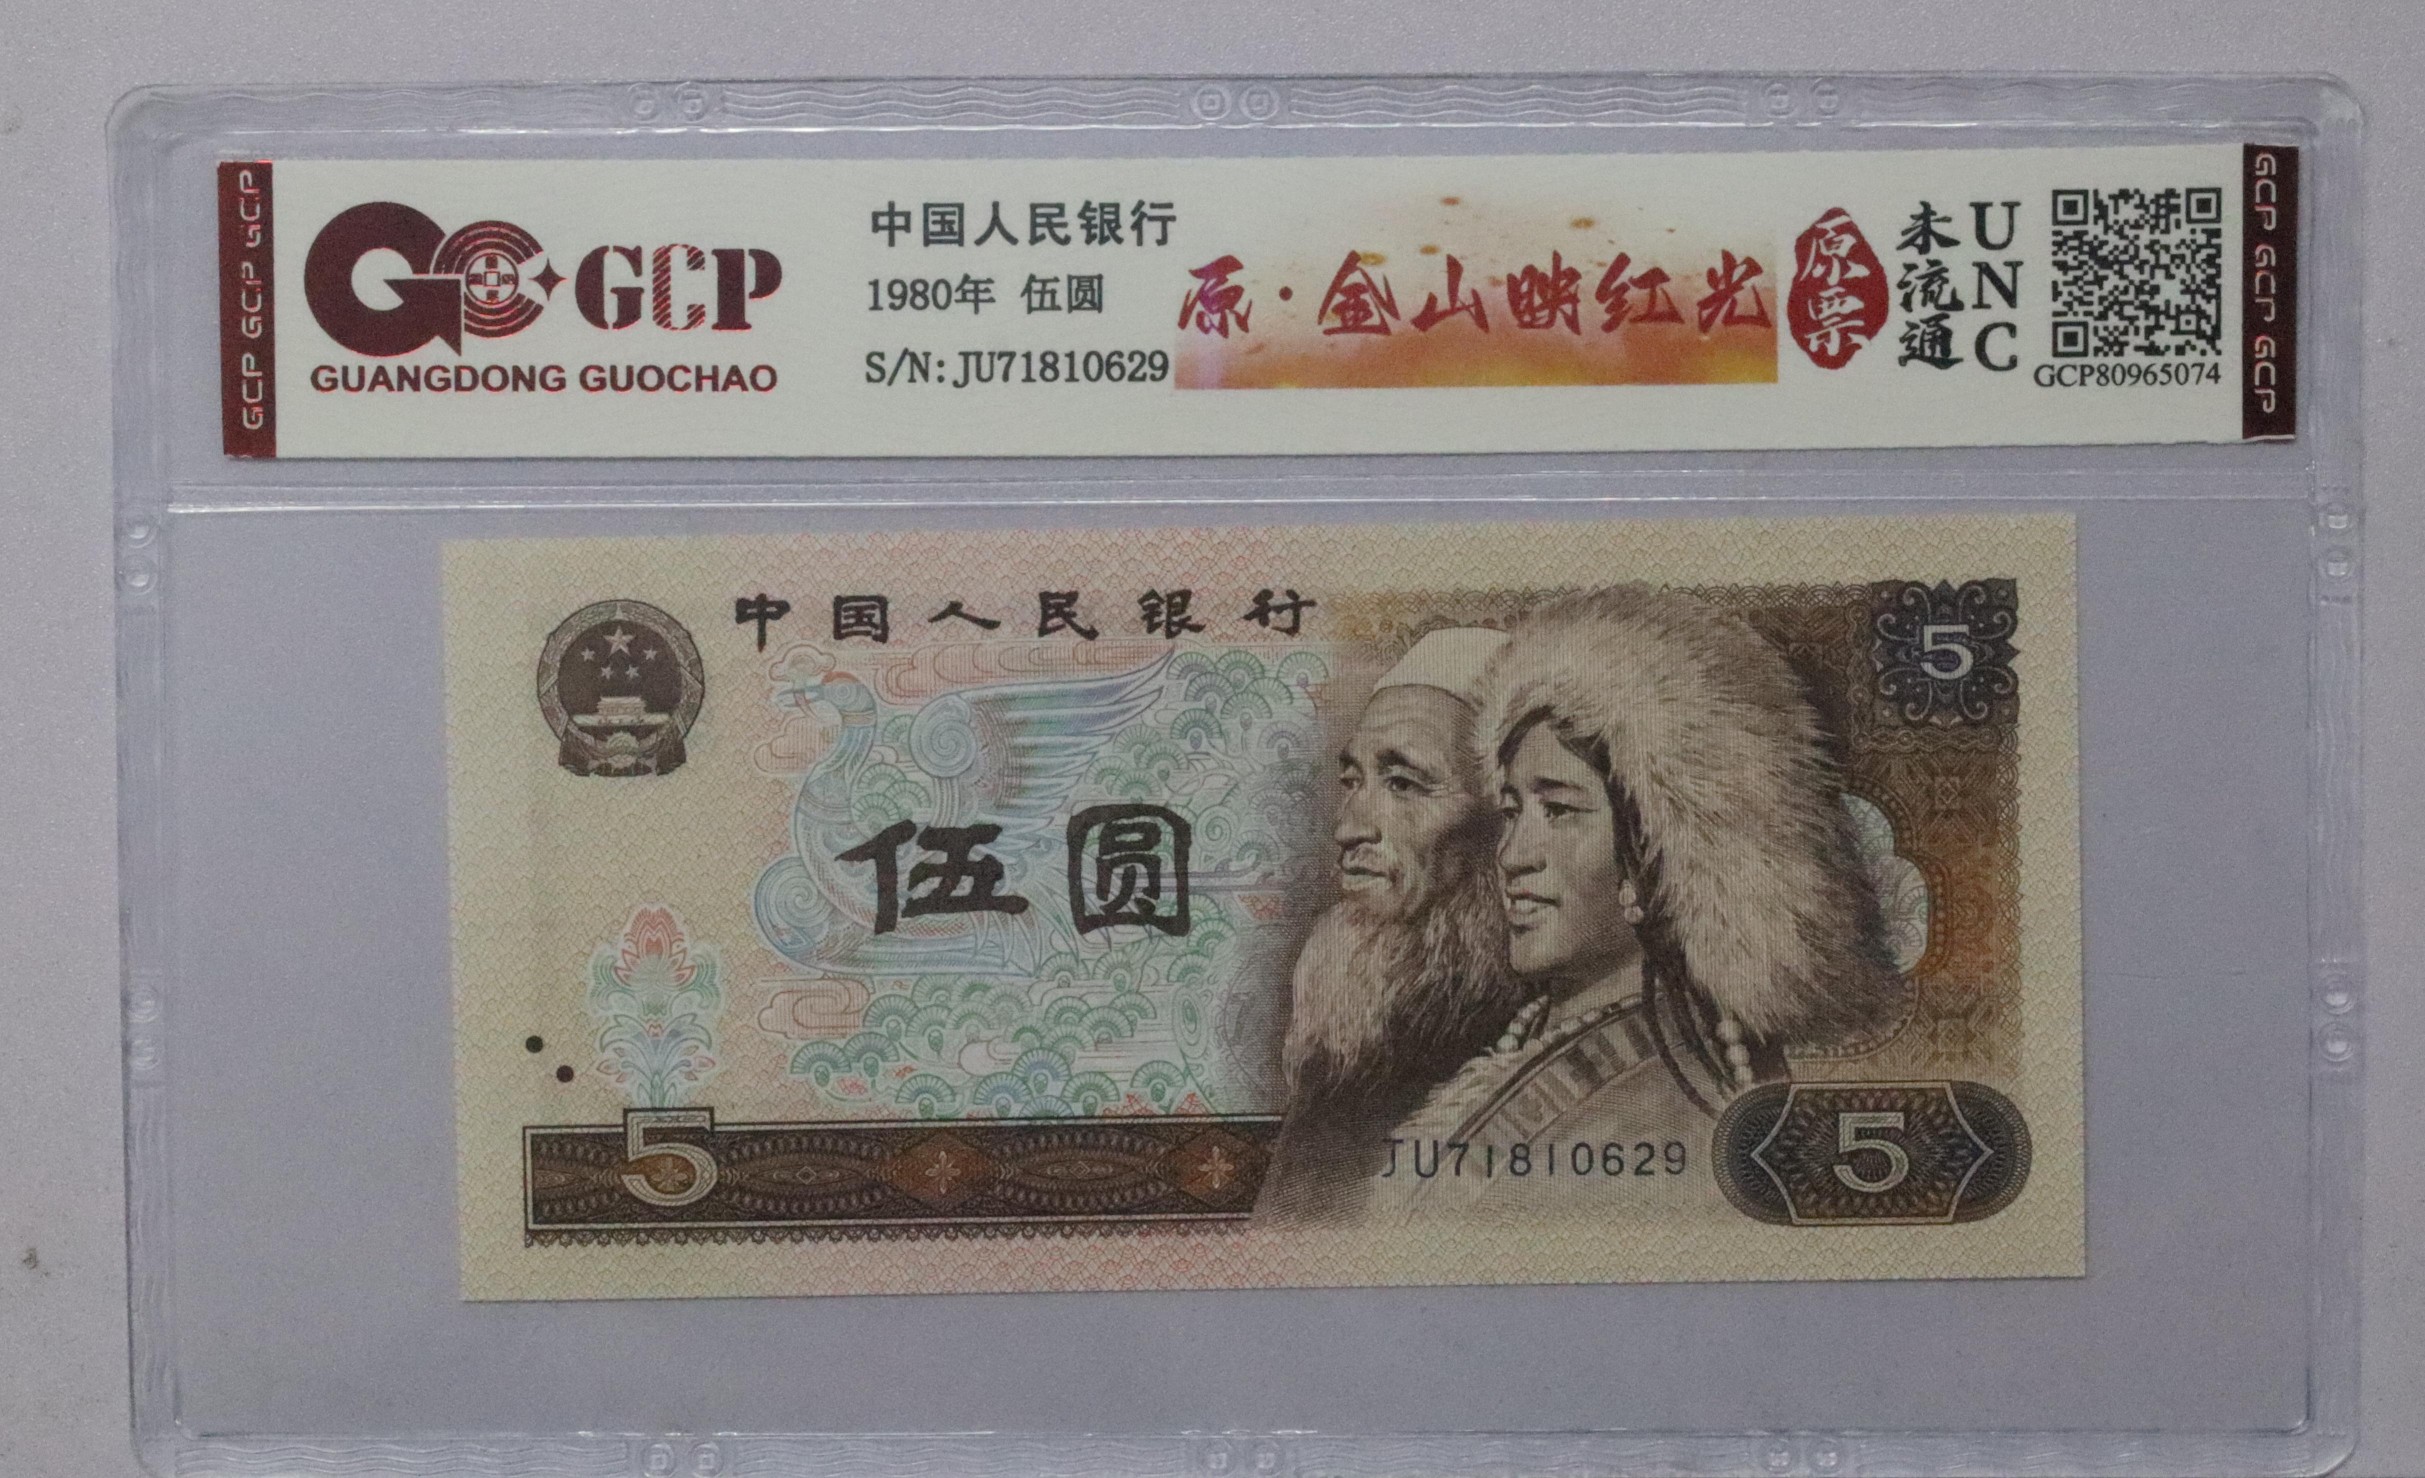 GCP GCP GCP
GCP
GUANGDONG GUOCHAO
中国人民银行
1980年 伍圆
S/N: JU71810629
原·金山映红光
原票
未流通
UNC
GCP80965074
GCP GCP GCP
中国人民银行
5
伍圆
5
JU71810629
5